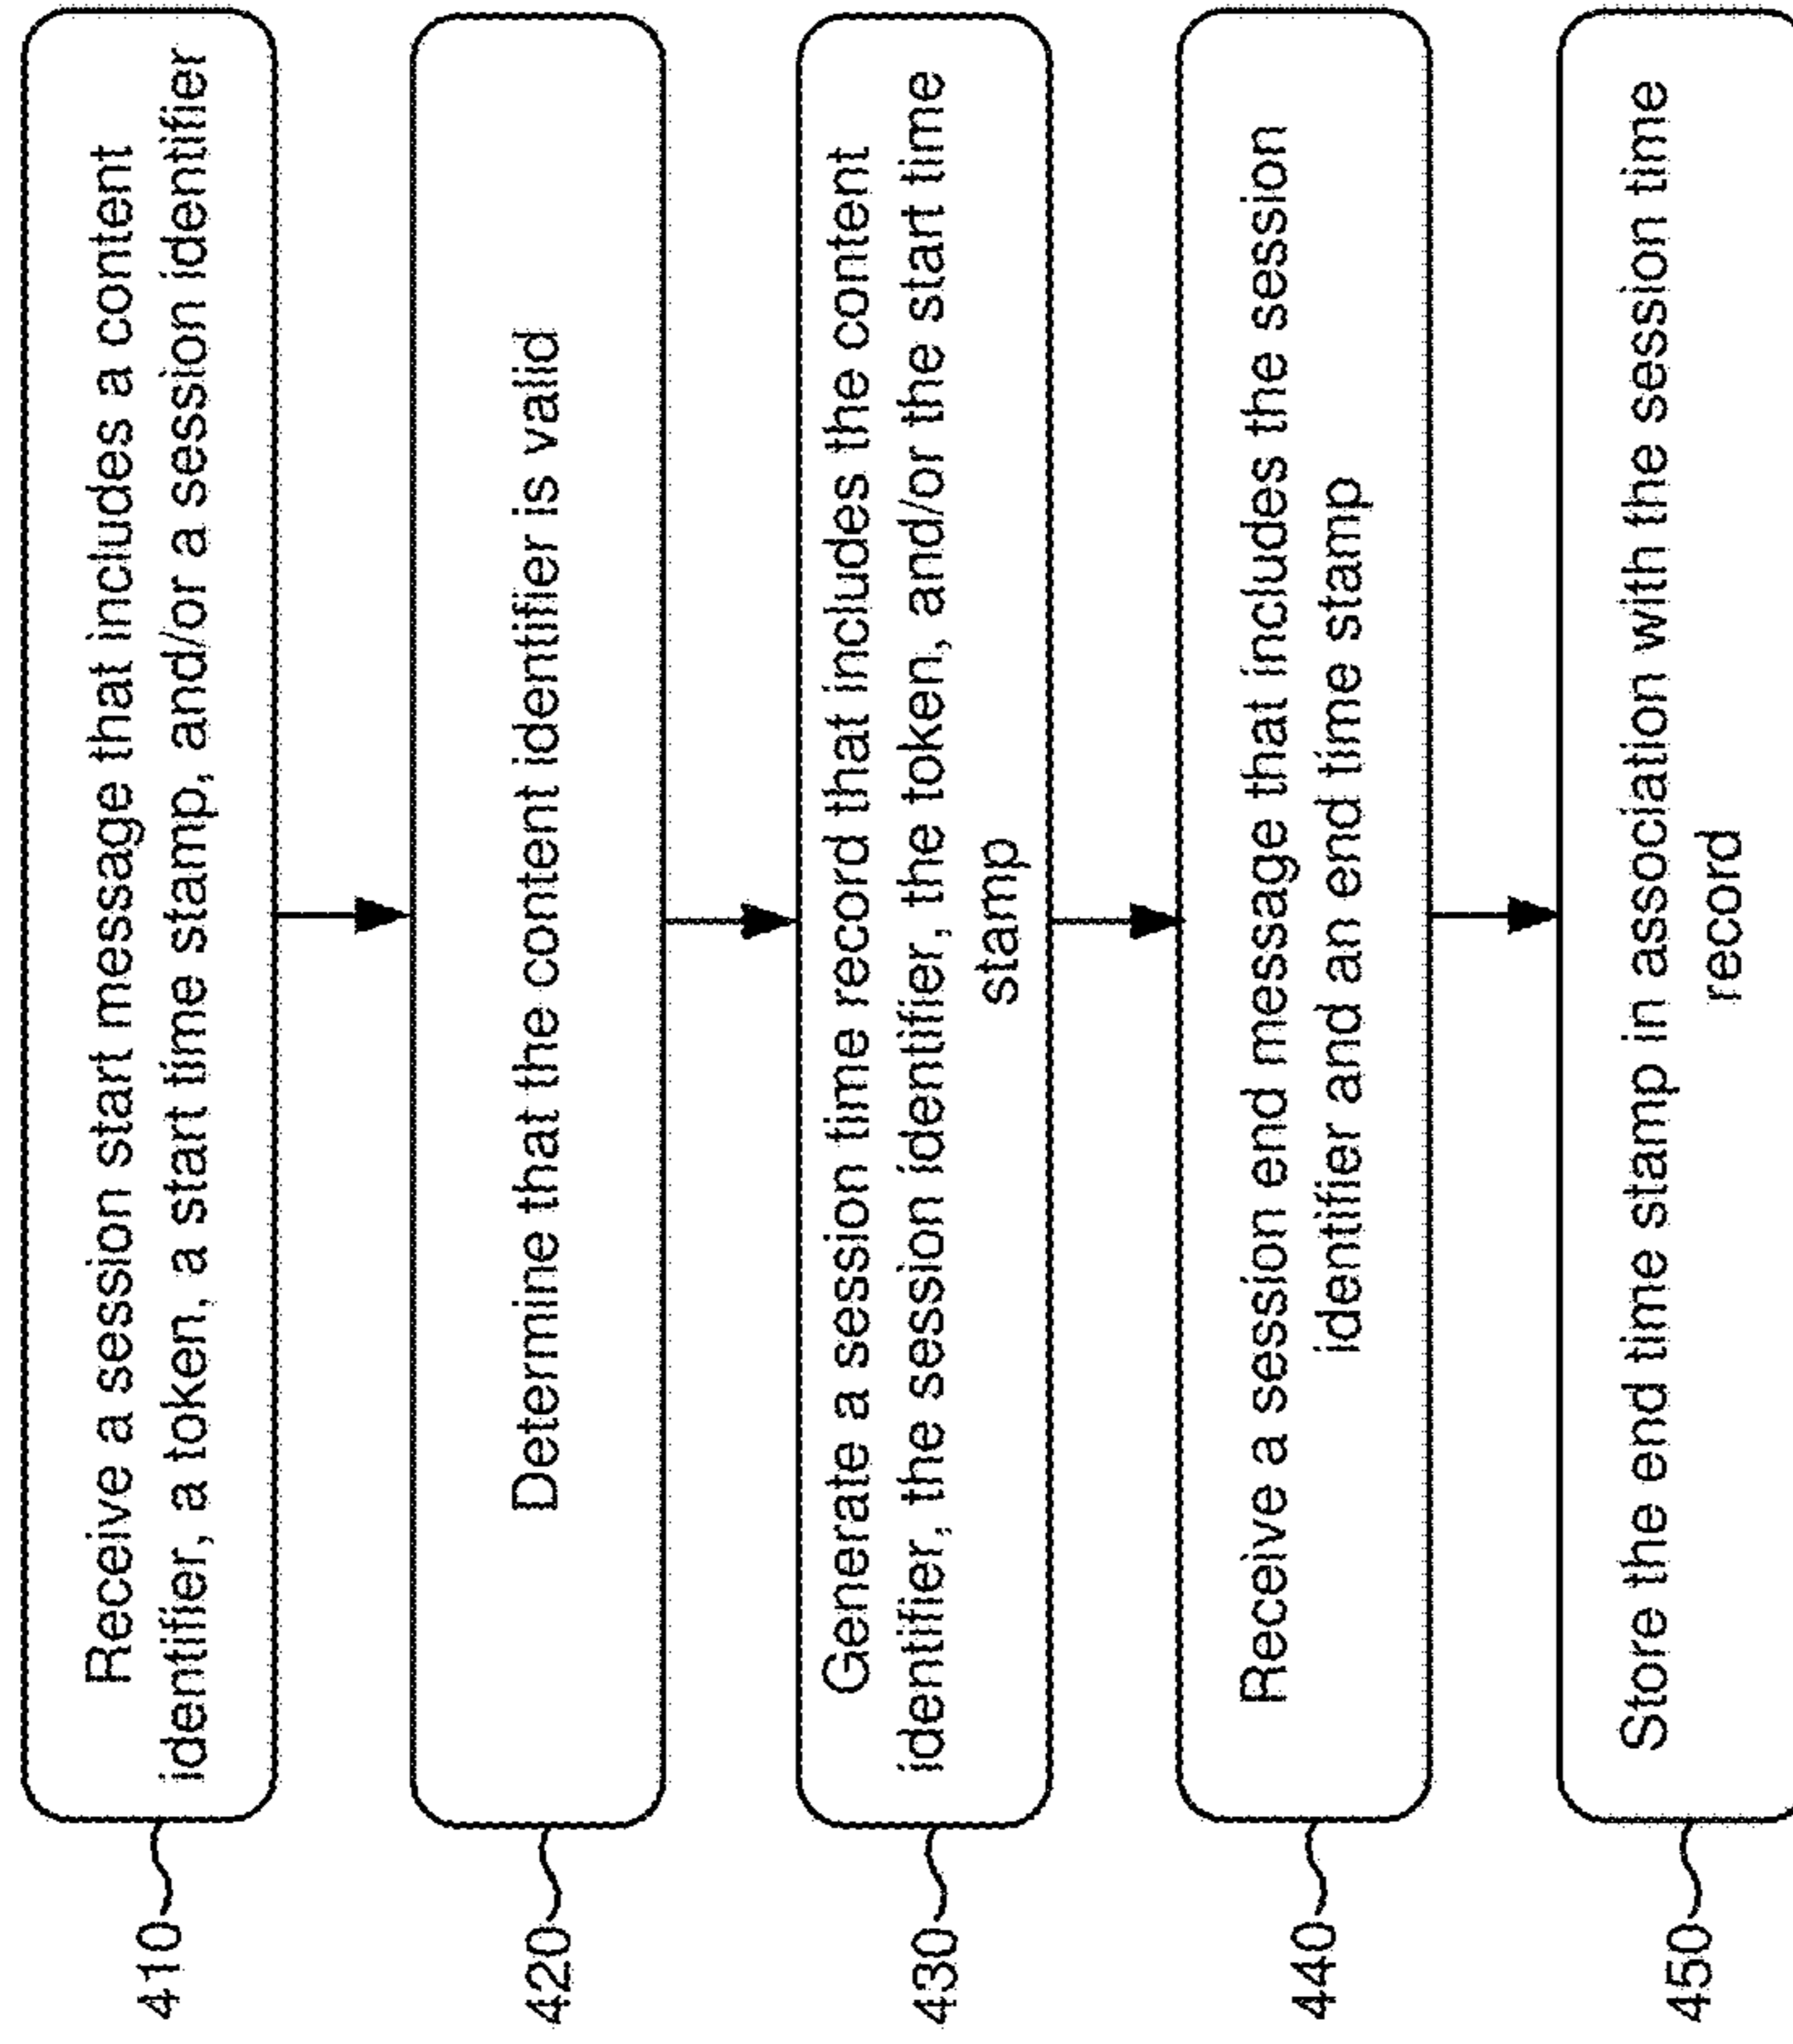 410
Receive a session start message that includes a content
identifier, a token, a start time stamp, and/or a session identifier
420
Determine that the content identifier is valid
430
Generate a session time record that includes the content
identifier, the session identifier, the token, and/or the start time
stamp
440
Receive a session end message that includes the session
identifier and an end time stamp
450
Store the end time stamp in association with the session time
record